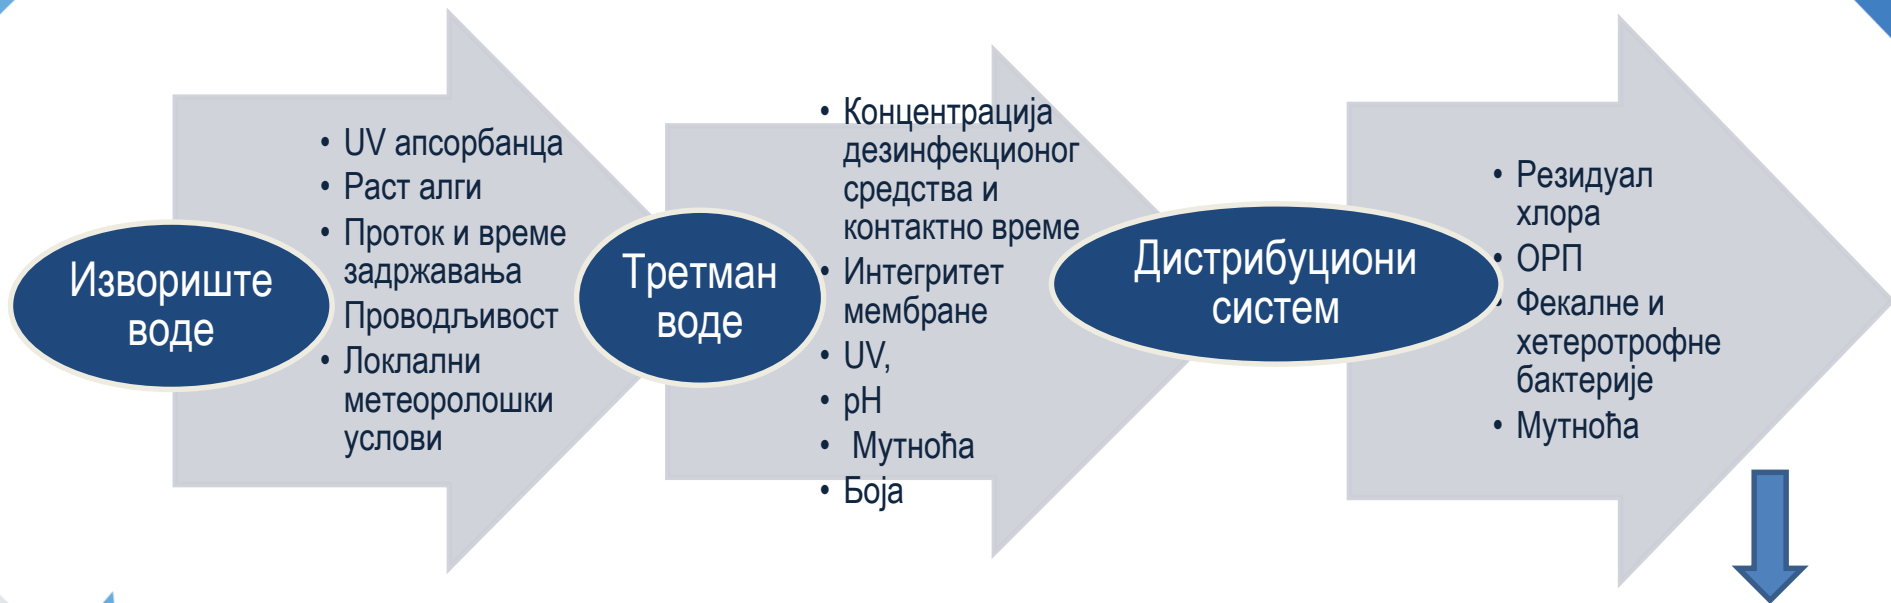 Извориште
воде
• UV апсорбанца
• Раст алги
• Проток и време
задржавања
Проводљивост
• Локлални
метеоролошки
услови
Третман
воде
• Концентрација
дезинфекционог
средства и
контактно време
• Интегритет
мембране
• UV,
• pH
• Мутноћа
• Боја
Дистрибуциони
систем
• Резидуал
хлора
• ОРП
• Фекалне и
хетеротрофне
бактерије
• Мутноћа